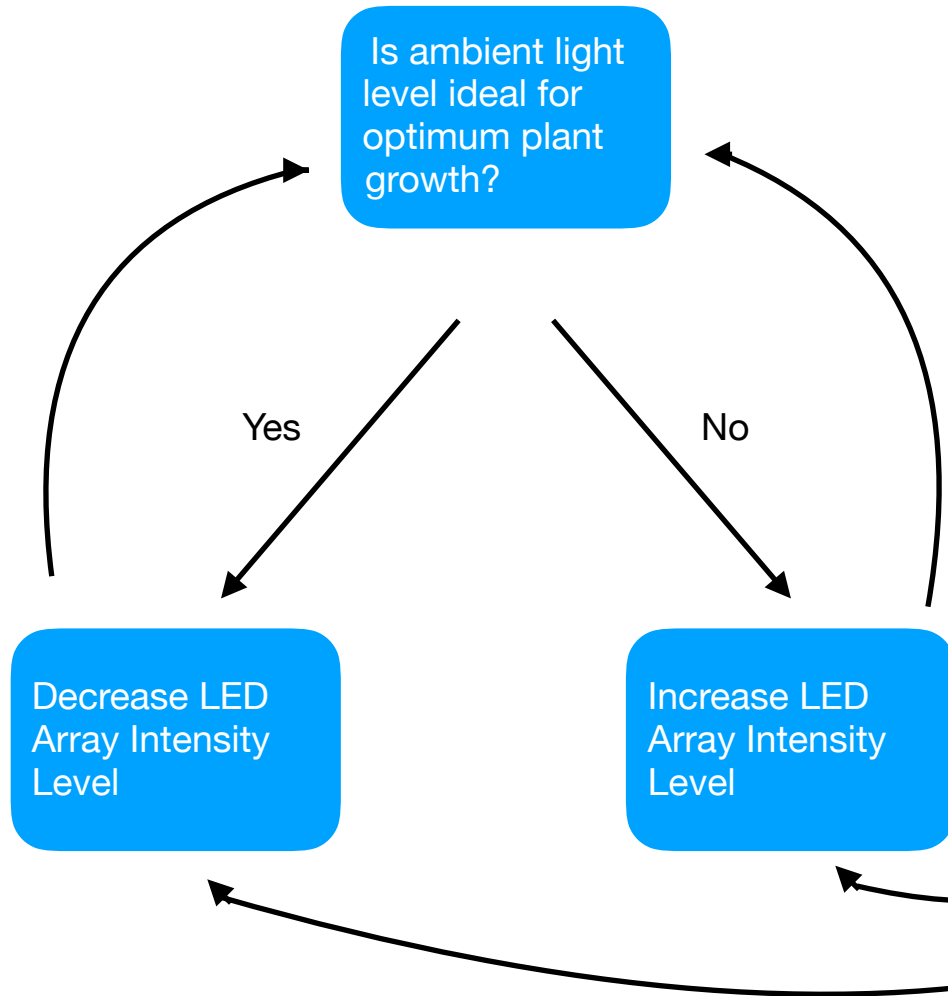 Is ambient light
level ideal for
optimum plant
growth?
Yes
No
Decrease LED
Array Intensity
Level
Increase LED
Array Intensity
Level